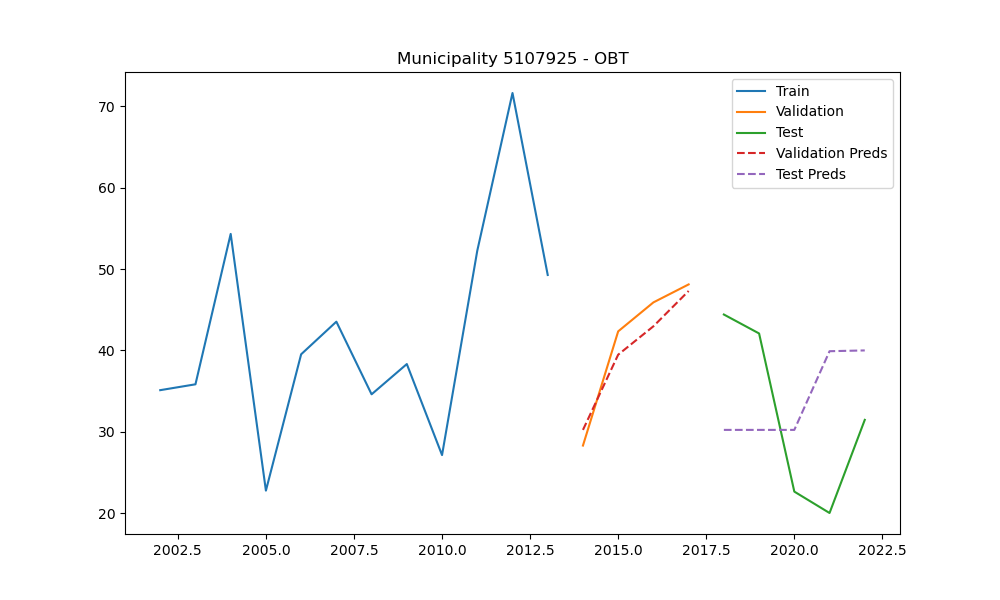 Municipality 5107925 - OBT
Train
Validation
Test
Validation Preds
Test Preds
70
60
50
40
30
20
2002.5 2005.0 2007.5 2010.0 2012.5 2015.0 2017.5 2020.0 2022.5